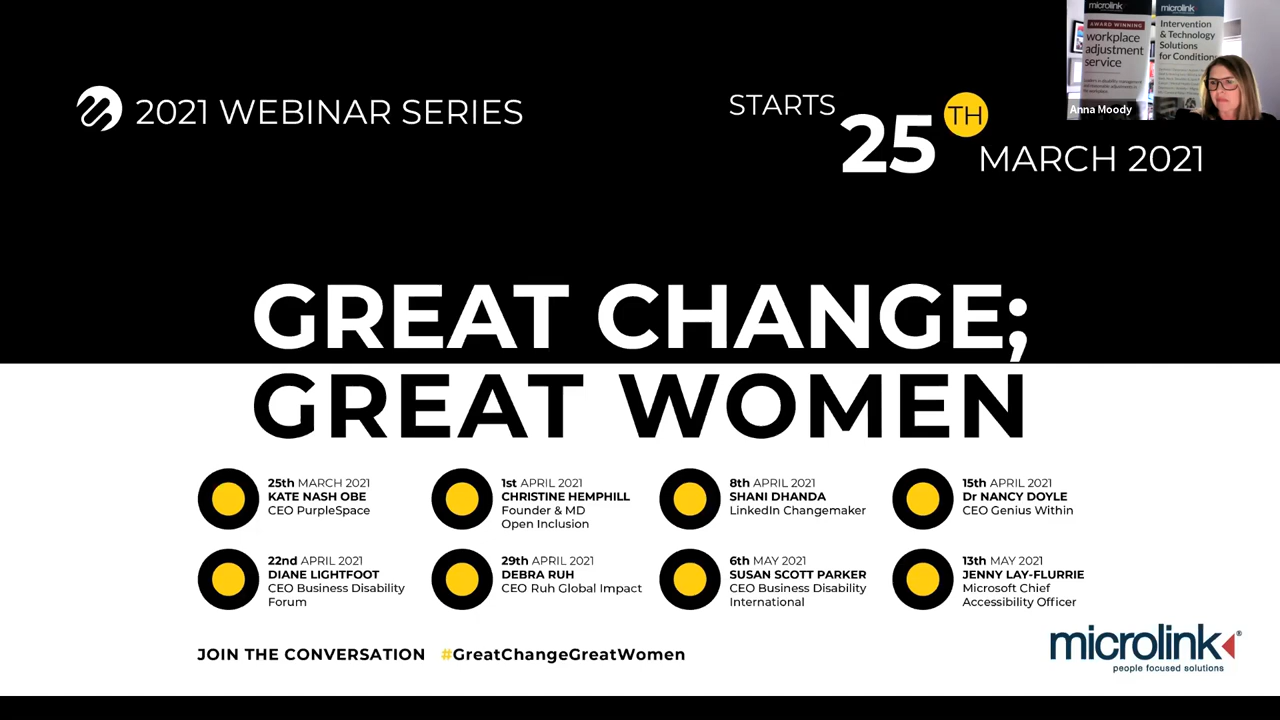 2021 WEBINAR SERIES
STARTS 25TH MARCH 2021
microlink
AWARD WINNING
workplace
adjustment
service
microlink
Intervention
& Technology
Solutions
for Conditions
Anna Moody
GREAT CHANGE;
GREAT WOMEN
25th MARCH 2021
KATE NASH OBE
CEO PurpleSpace
1st APRIL 2021
CHRISTINE HEMPHILL
Founder & MD
Open Inclusion
8th APRIL 2021
SHANI DHANDA
LinkedIn Changemaker
15th APRIL 2021
Dr NANCY DOYLE
CEO Genius Within
22nd APRIL 2021
DIANE LIGHTFOOT
CEO Business Disability
Forum
29th APRIL 2021
DEBRA RUH
CEO Ruh Global Impact
6th MAY 2021
SUSAN SCOTT PARKER
CEO Business Disability
International
13th MAY 2021
JENNY LAY-FLURRIE
Microsoft Chief
Accessibility Officer
JOIN THE CONVERSATION #GreatChangeGreatWomen
microlink®
people focused solutions